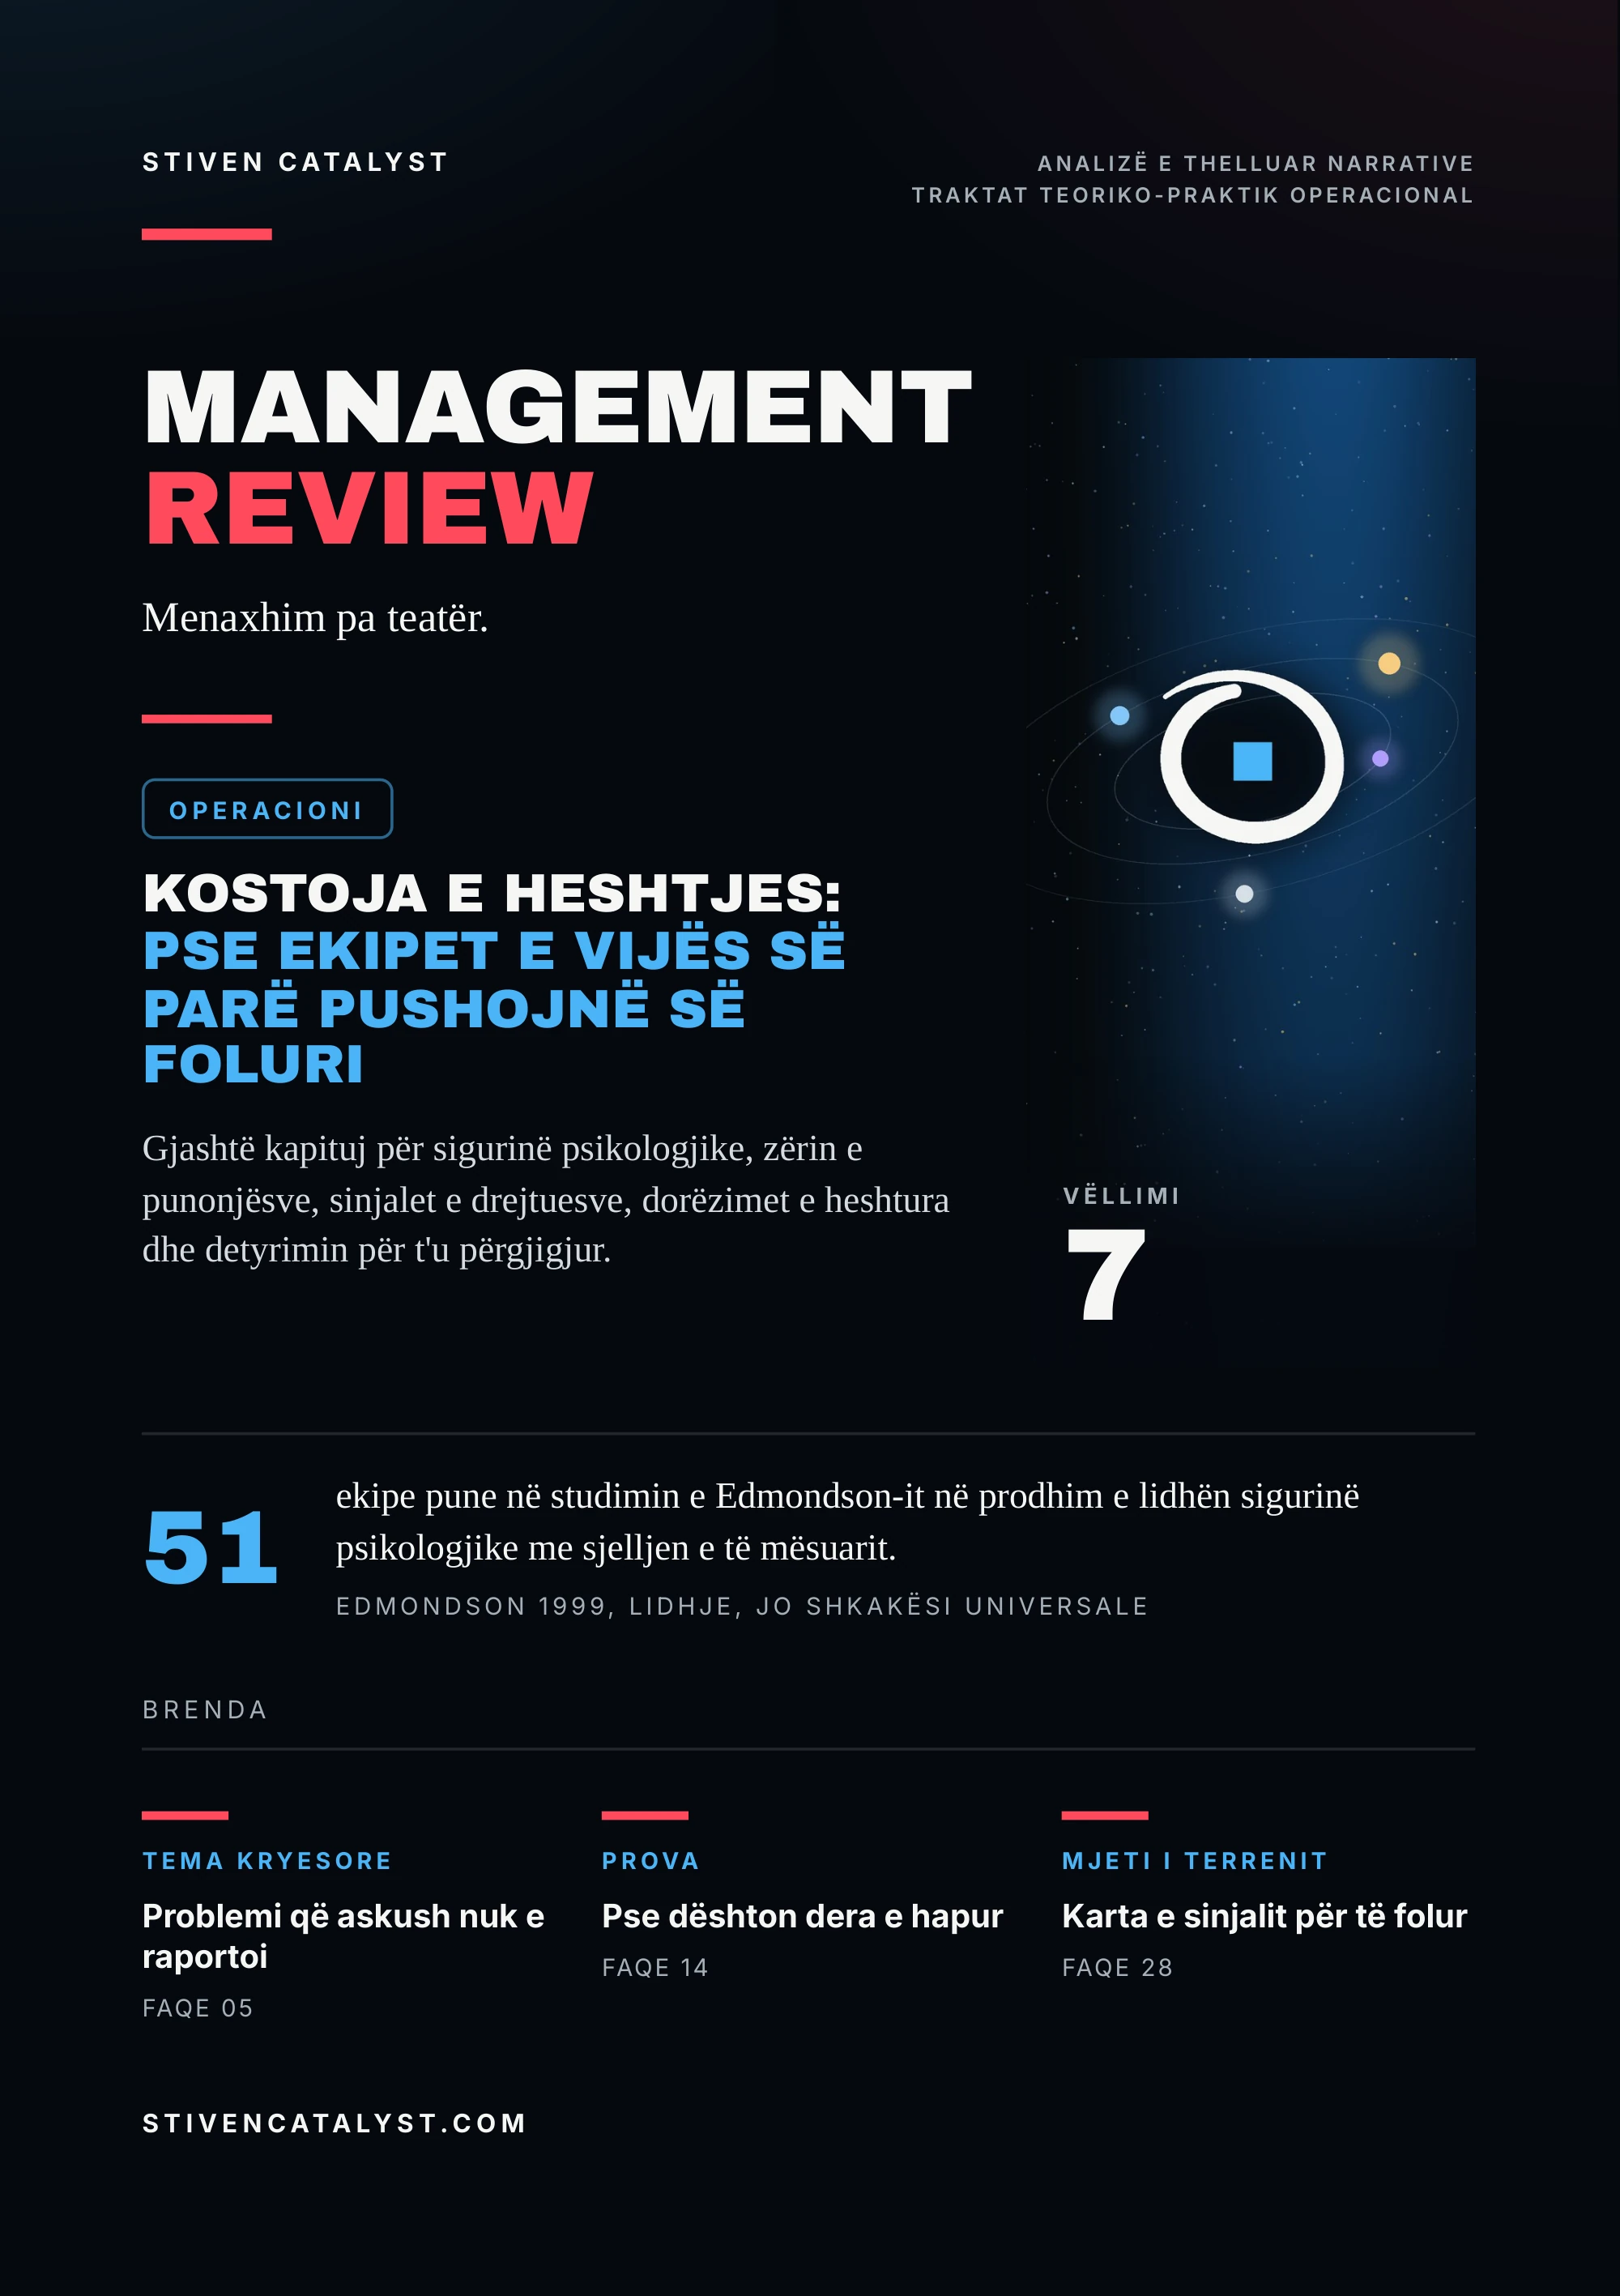 STIVEN CATALYST
ANALIZË E THELLUAR NARRATIVE
TRAKTAT TEORIKO-PRAKTIK OPERACIONAL
MANAGEMENT
REVIEW
Menaxhim pa teatër.
OPERACIONI
KOSTOJA E HESHTJES:
PSE EKIPET E VIJËS SË
PARË PUSHOJNË SË
FOLURI
Gjashtë kapituj për sigurinë psikologjike, zërin e
punonjësve, sinjalet e drejtuesve, dorëzimet e heshtura
dhe detyrimin për t'u përgjigjur.
VËLLIMI
7
51
ekipe pune në studimin e Edmondson-it në prodhim e lidhën sigurinë
psikologjike me sjelljen e të mësuarit.
EDMONDSON 1999, LIDHJE, JO SHKAKËSI UNIVERSALE
BRENDA
TEMA KRYESORE
Problemi që askush nuk e
raportoi
FAQE 05
PROVA
Pse dështon dera e hapur
FAQE 14
MJETI I TERRENIT
Karta e sinjalit për të folur
FAQE 28
STIVENCATALYST.COM